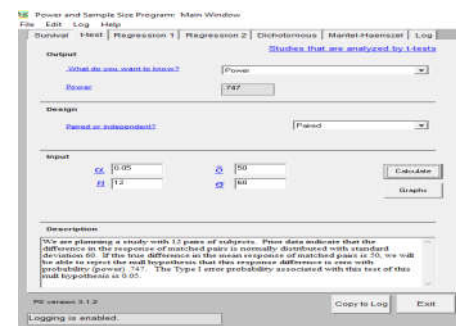 Power and Sample Size Program: Main Window
File Edit Log Help
Survival t-test Regression 1 Regression 2 Dichotomous Mantel-Haenszel Log
Output
Studies that are analyzed by t-tests
What do you want to know? Power
Power .747
Design
Paired or independent? Paired
Input
α 0.05 δ 50 Calculate
n 12 σ 60
Graphs
Description
We are planning a study with 12 pairs of subjects. Prior data indicate that the
difference in the response of matched pairs is normally distributed with standard
deviation 60. If the true difference in the mean response of matched pairs is 50, we will
be able to reject the null hypothesis that this response difference is zero with
probability (power) .747. The Type I error probability associated with this test of this
null hypothesis is 0.05.
PS version 3.1.2
Copy to Log Exit
Logging is enabled.